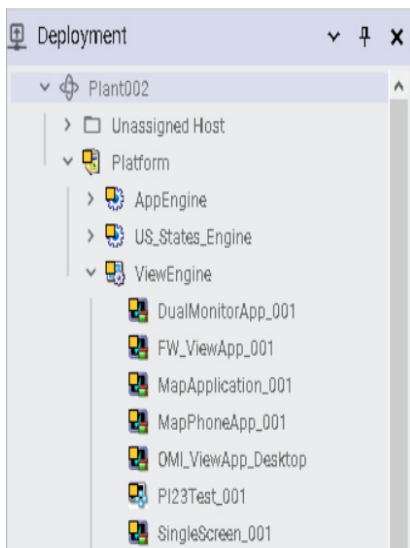 Deployment
Plant002
Unassigned Host
Platform
AppEngine
US_States_Engine
ViewEngine
DualMonitorApp_001
FW_ViewApp_001
MapApplication_001
MapPhoneApp_001
OMI_ViewApp_Desktop
PI23Test_001
SingleScreen_001